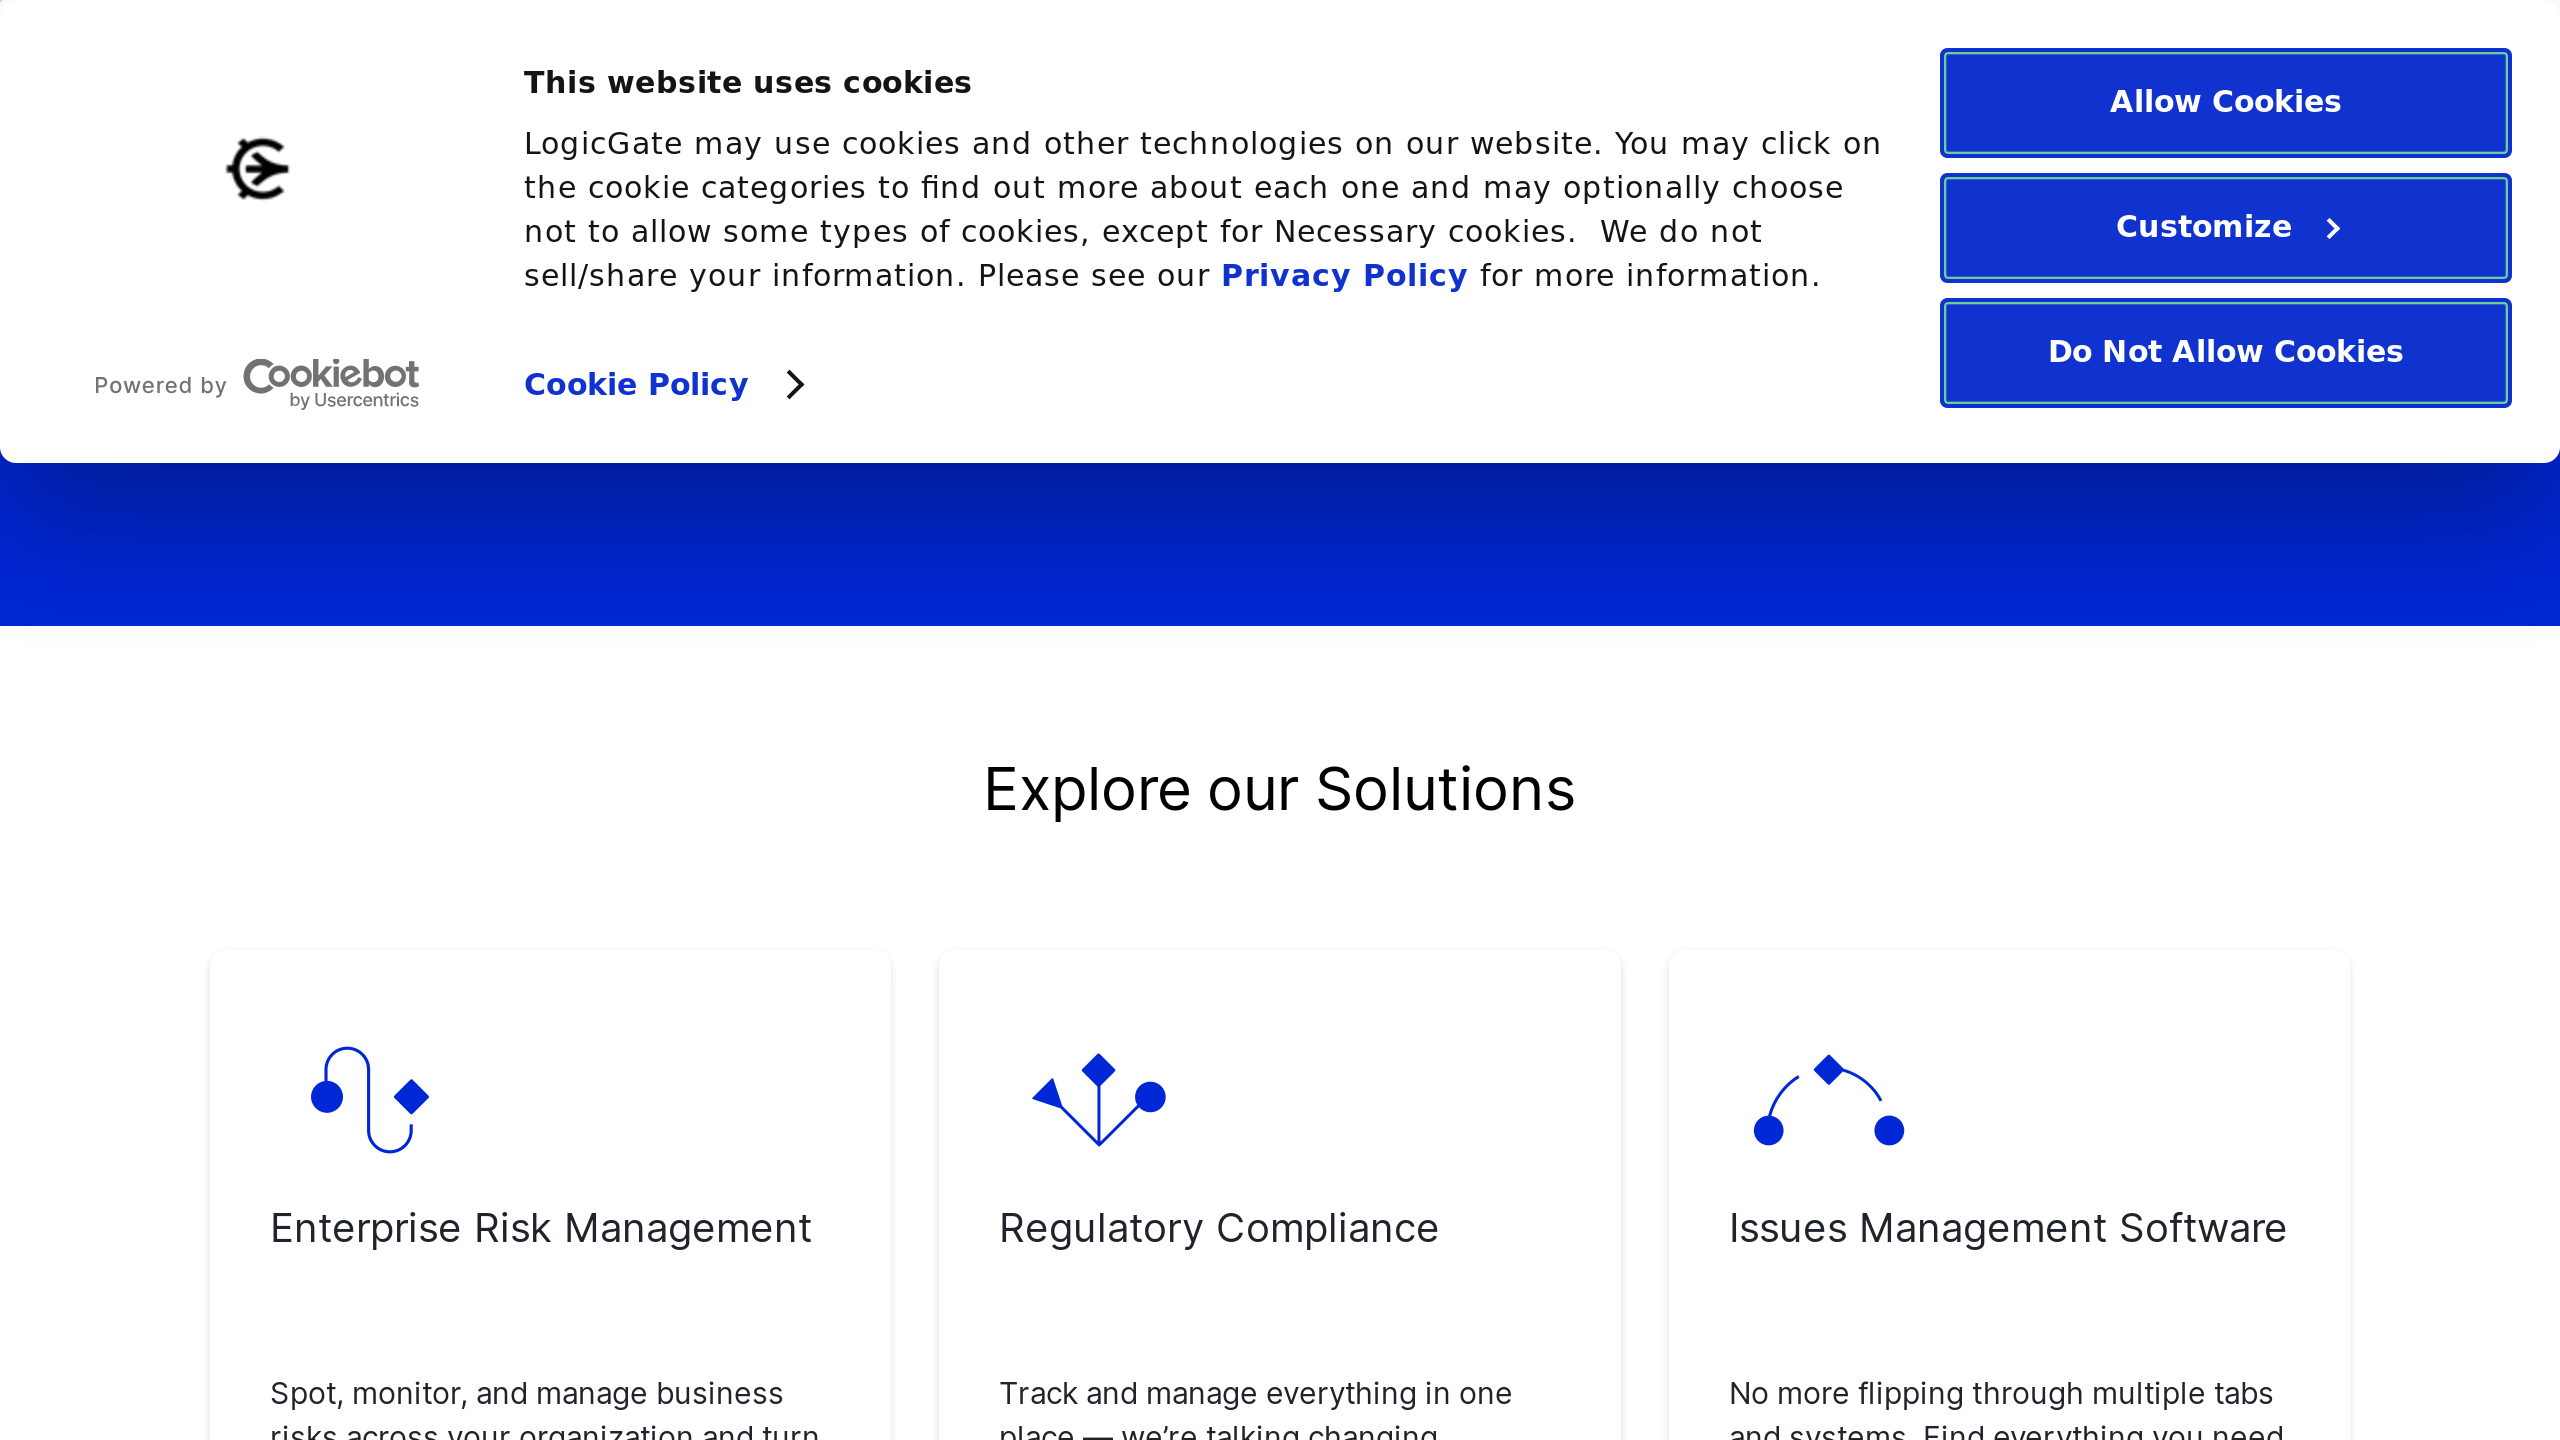 This website uses cookies
LogicGate may use cookies and other technologies on our website. You may click on
the cookie categories to find out more about each one and may optionally choose
not to allow some types of cookies, except for Necessary cookies.  We do not
sell/share your information. Please see our Privacy Policy for more information.
Powered by Cookiebot
by Usercentrics
Cookie Policy
Allow Cookies
Customize
Do Not Allow Cookies
Explore our Solutions
Enterprise Risk Management
Spot, monitor, and manage business
risks across your organization and turn
Regulatory Compliance
Track and manage everything in one
place — we’re talking changing
Issues Management Software
No more flipping through multiple tabs
and systems. Find everything you need